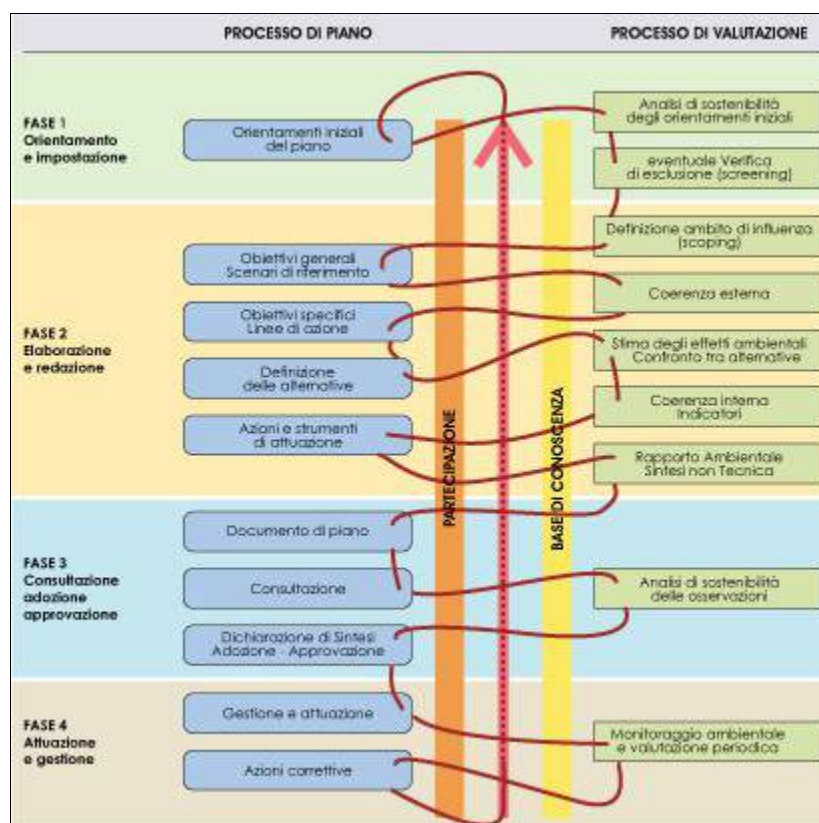 PROCESSO DI PIANO
PROCESSO DI VALUTAZIONE
FASE 1
Orientamento
e impostazione
Orientamenti iniziali
del piano
Analisi di sostenibilità
degli orientamenti iniziali
eventuale Verifica
di esclusione (screening)
FASE 2
Elaborazione
e redazione
Definizione ambito di influenza
(scoping)
Obiettivi generali
Scenari di riferimento
Coerenza esterna
Obiettivi specifici
Linee di azione
Stima degli effetti ambientali
Confronto tra alternative
Definizione
delle alternative
Coerenza interna
Indicatori
Azioni e strumenti
di attuazione
Rapporto Ambientale
Sintesi non Tecnica
PARTECIPAZIONE
BASE DI CONOSCENZA
FASE 3
Consultazione
adozione
approvazione
Documento di piano
Consultazione
Analisi di sostenibilità
delle osservazioni
Dichiarazione di Sintesi
Adozione - Approvazione
FASE 4
Attuazione
e gestione
Gestione e attuazione
Monitoraggio ambientale
e valutazione periodica
Azioni correttive